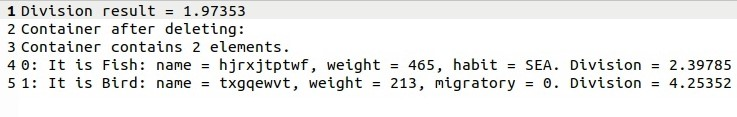 1 Division result = 1.97353
2 Container after deleting:
3 Container contains 2 elements.
4 0: It is Fish: name = hjrxjtptwf, weight = 465, habit = SEA. Division = 2.39785
5 1: It is Bird: name = txgqewvt, weight = 213, migratory = 0. Division = 4.25352